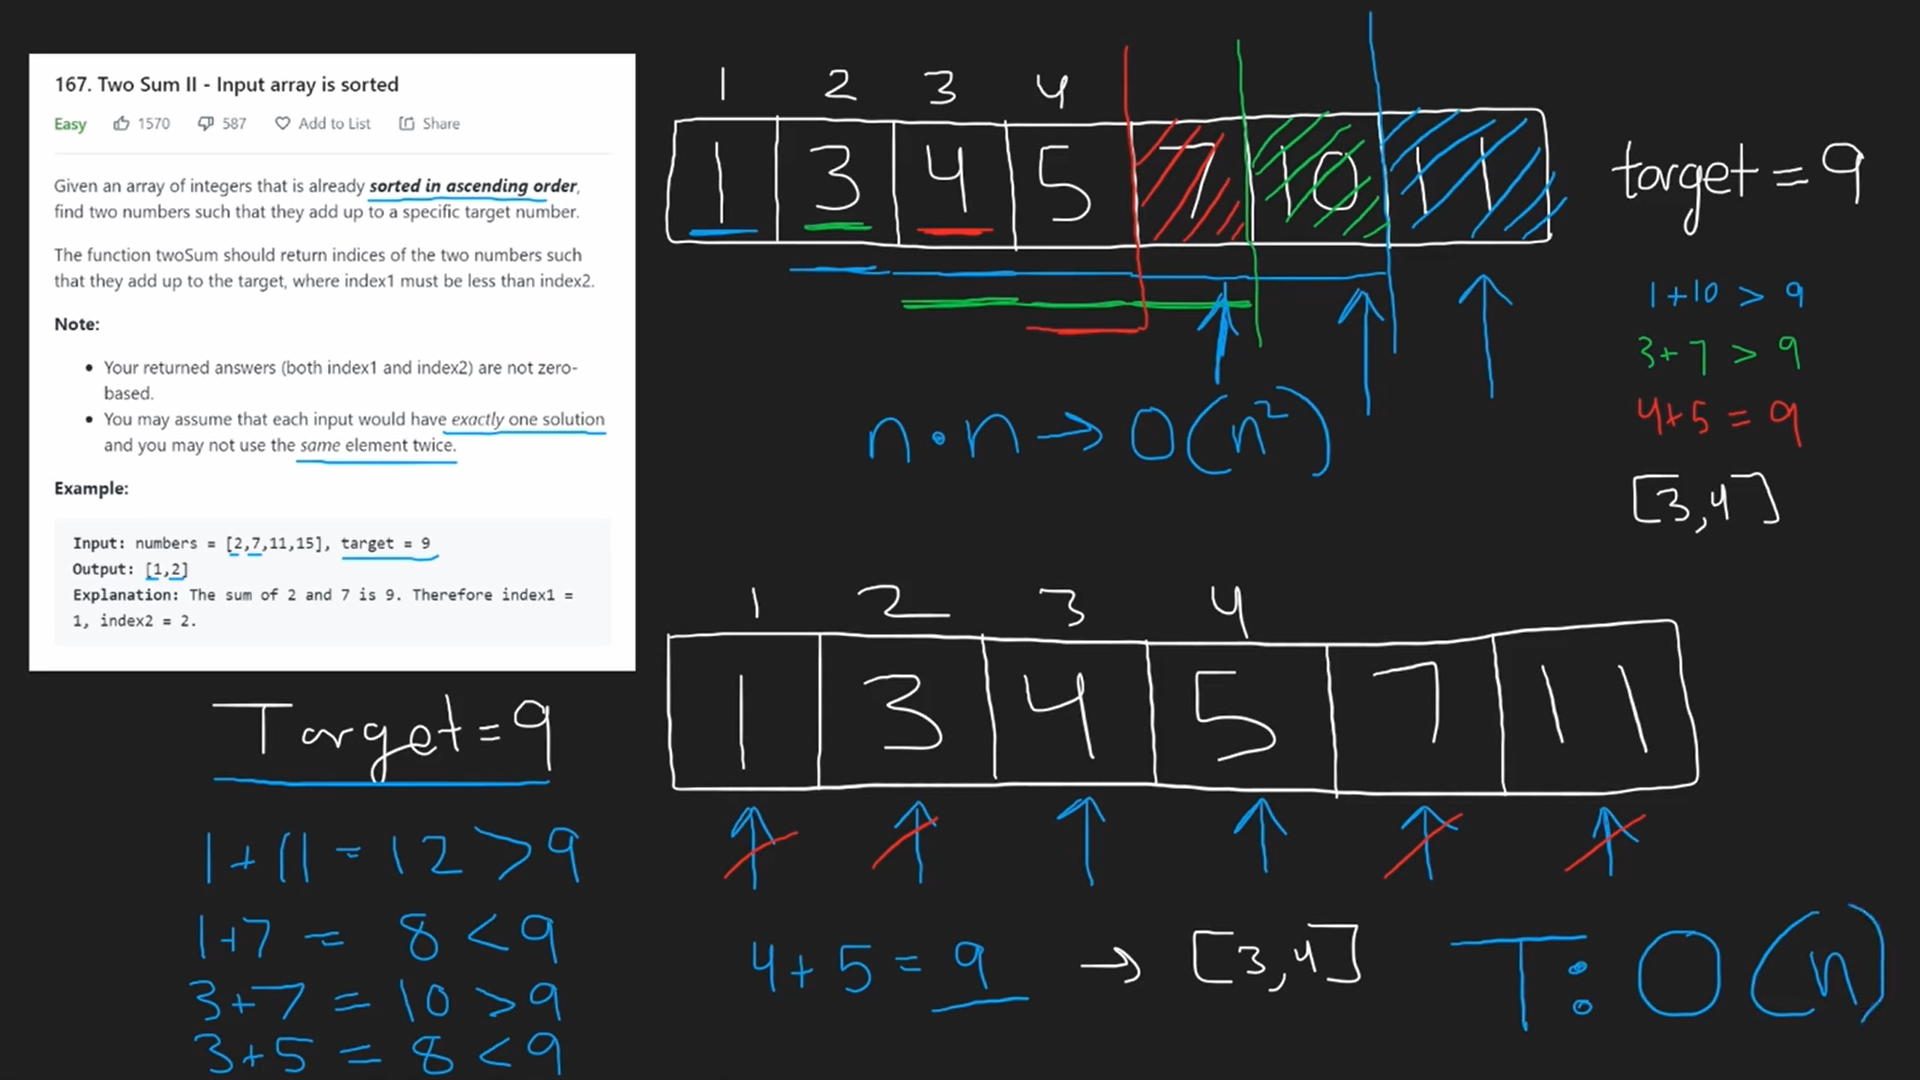 167. Two Sum II - Input array is sorted
Easy 1570 587 Add to List Share
Given an array of integers that is already sorted in ascending order,
find two numbers such that they add up to a specific target number.
The function twoSum should return indices of the two numbers such
that they add up to the target, where index1 must be less than index2.
Note:
Your returned answers (both index1 and index2) are not zero-
based.
You may assume that each input would have exactly one solution
and you may not use the same element twice.
Example:
Input: numbers = [2,7,11,15], target = 9
Output: [1,2]
Explanation: The sum of 2 and 7 is 9. Therefore index1 =
1, index2 = 2.
1 2 3 4
1 3 4 5 7 10 11
target = 9
1+10 > 9
3+7 > 9
4+5 = 9
[3,4]
n·n → O(n²)
1 2 3 4
1 3 4 5 7 11
Target=9
1+11 = 12 > 9
1+7 = 8 < 9
3+7 = 10 > 9
3+5 = 8 < 9
4+5 = 9 → [3,4]
T: O(n)